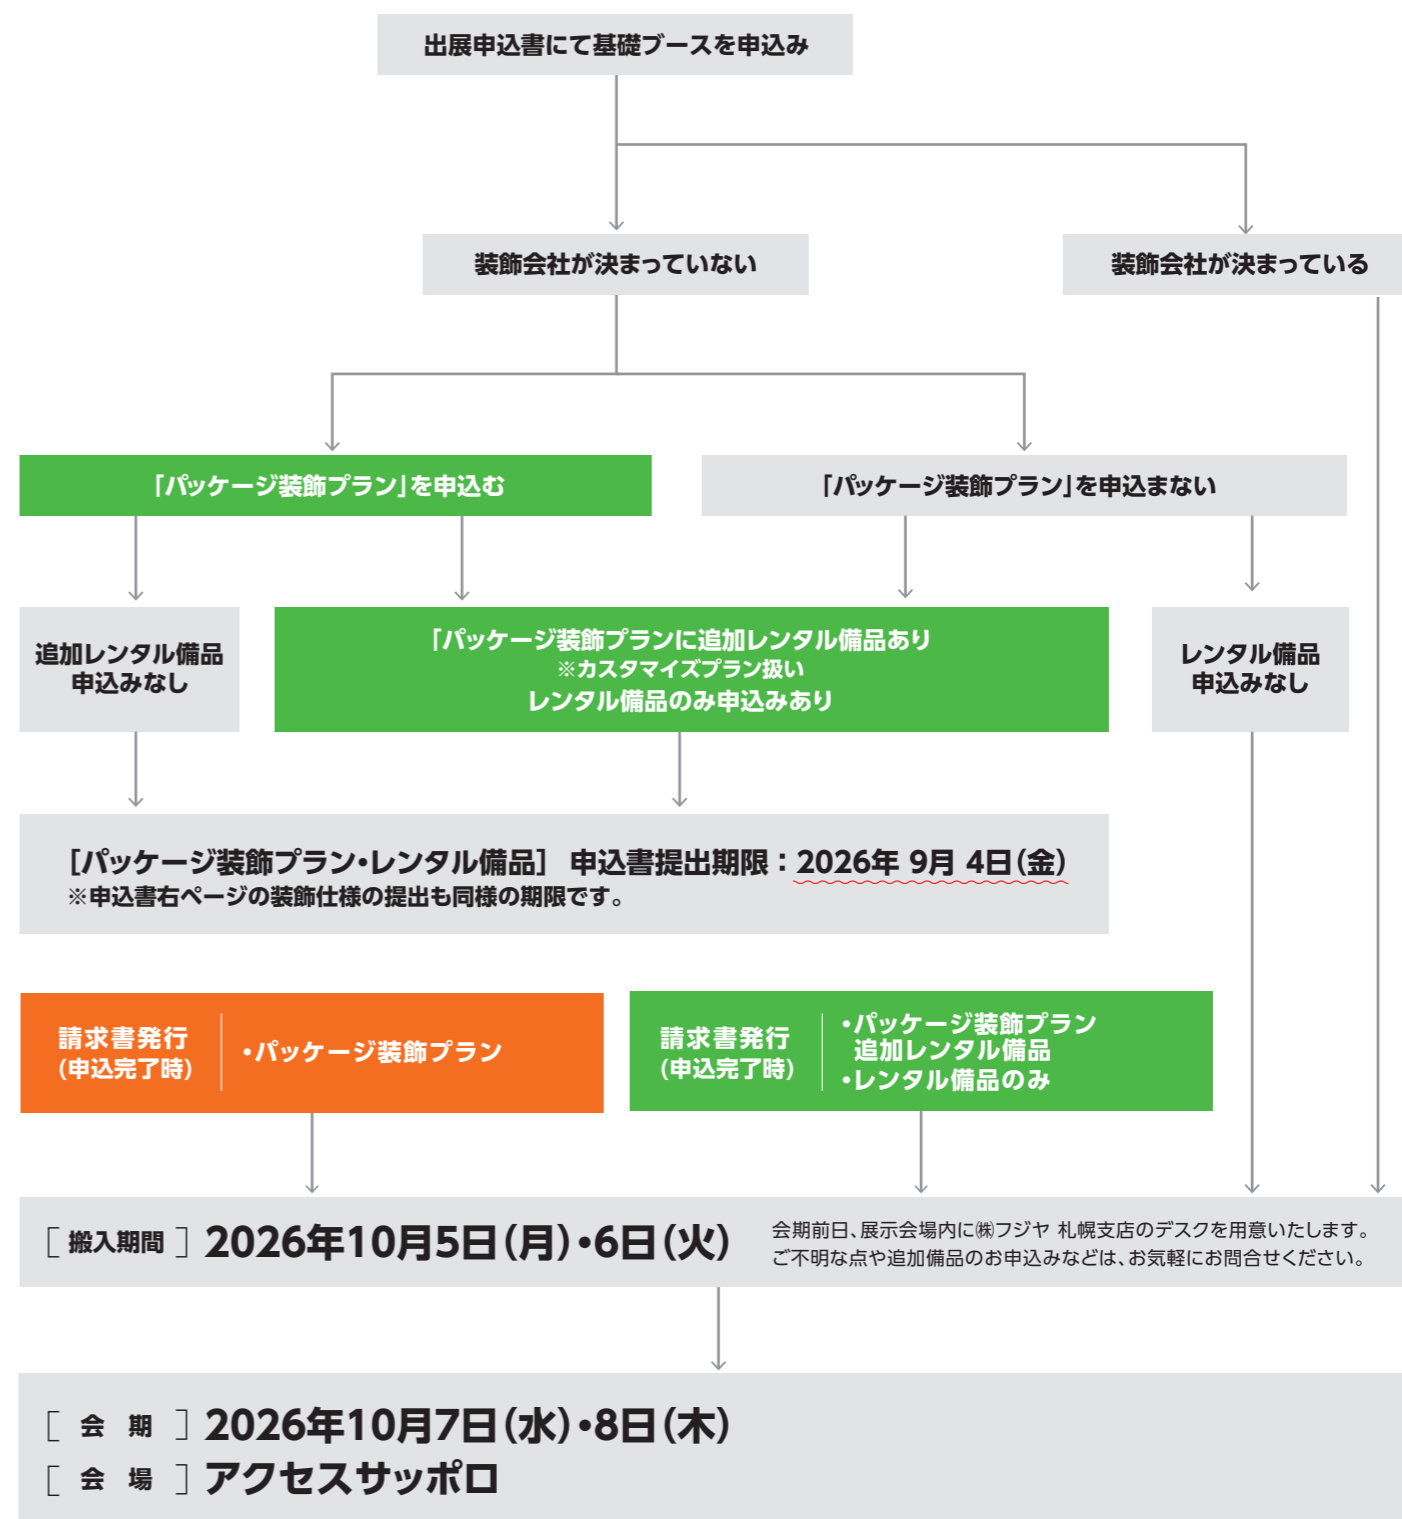 出展申込書にて基礎ブースを申込み
装飾会社が決まっていない
装飾会社が決まっている
「パッケージ装飾プラン」を申込む
「パッケージ装飾プラン」を申込まない
追加レンタル備品
申込みなし
「パッケージ装飾プランに追加レンタル備品あり
※カスタマイズプラン扱い
レンタル備品のみ申込みあり
レンタル備品
申込みなし
［パッケージ装飾プラン・レンタル備品］ 申込書提出期限：2026年 9月 4日（金）
※申込書右ページの装飾仕様の提出も同様の期限です。
請求書発行
(申込完了時)
・パッケージ装飾プラン
請求書発行
(申込完了時)
・パッケージ装飾プラン
追加レンタル備品
・レンタル備品のみ
［ 搬入期間 ］ 2026年10月5日（月）・6日（火）
会期前日、展示会場内に㈱フジヤ 札幌支店のデスクを用意いたします。
ご不明な点や追加備品のお申込みなどは、お気軽にお問合せください。
［ 会 期 ］ 2026年10月7日（水）・8日（木）
［ 会 場 ］ アクセスサッポロ